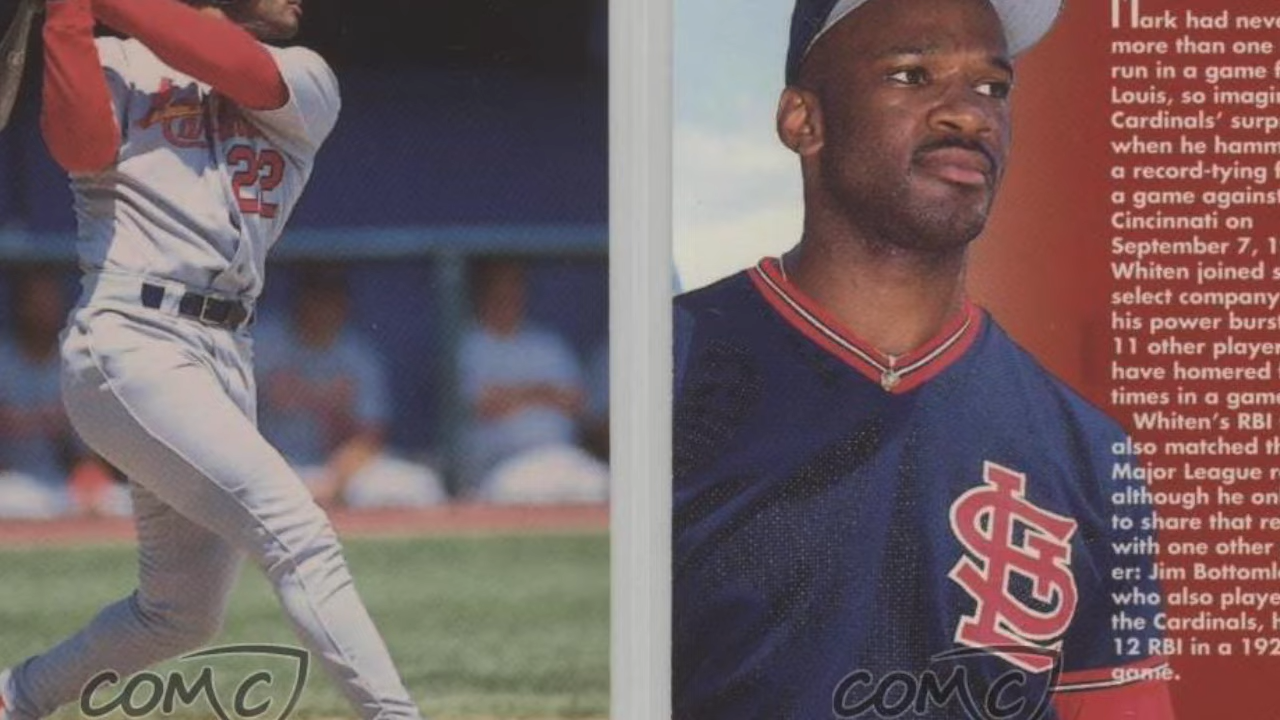 Cardinals
22
COMC
Mark had neve
more than one
run in a game f
Louis, so imagin
Cardinals' surp
when he hamm
a record-tying f
a game against
Cincinnati on
September 7, 1
Whiten joined s
select company
his power burst
11 other player
have homered f
times in a game
Whiten's RBI
also matched th
Major League r
although he on
to share that re
with one other
er: Jim Bottomle
who also playe
the Cardinals, h
12 RBI in a 192
game.
STL
COMC